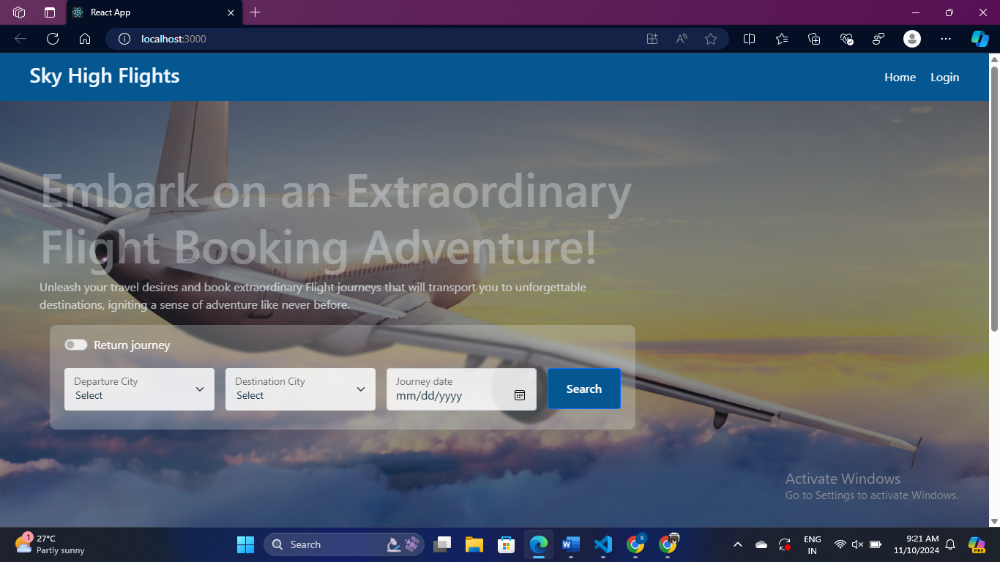 React App
localhost:3000
Sky High Flights
Home Login
Embark on an Extraordinary
Flight Booking Adventure!
Unleash your travel desires and book extraordinary Flight journeys that will transport you to unforgettable
destinations, igniting a sense of adventure like never before.
Return journey
Departure City
Select
Destination City
Select
Journey date
mm/dd/yyyy
Search
Activate Windows
Go to Settings to activate Windows.
1
27°C
Partly sunny
Search
S
ENG
IN
9:21 AM
11/10/2024
PRE